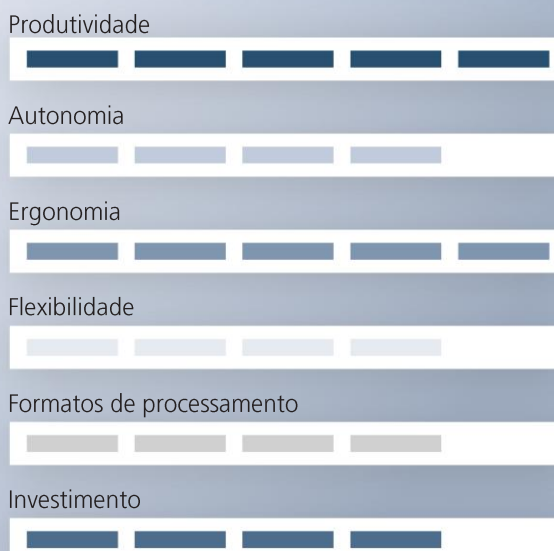 Produtividade
Autonomia
Ergonomia
Flexibilidade
Formatos de processamento
Investimento